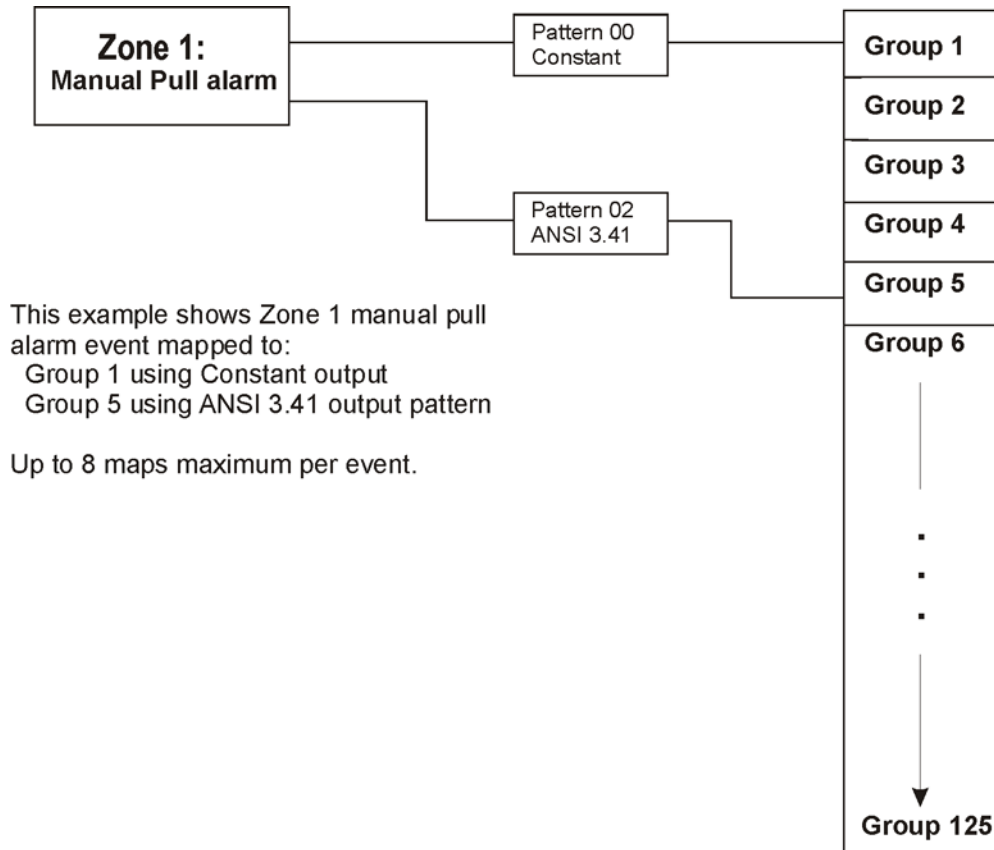 Zone 1:
Manual Pull alarm
Pattern 00
Constant
Pattern 02
ANSI 3.41
Group 1
Group 2
Group 3
Group 4
Group 5
Group 6
Group 125
This example shows Zone 1 manual pull
alarm event mapped to:
Group 1 using Constant output
Group 5 using ANSI 3.41 output pattern
Up to 8 maps maximum per event.